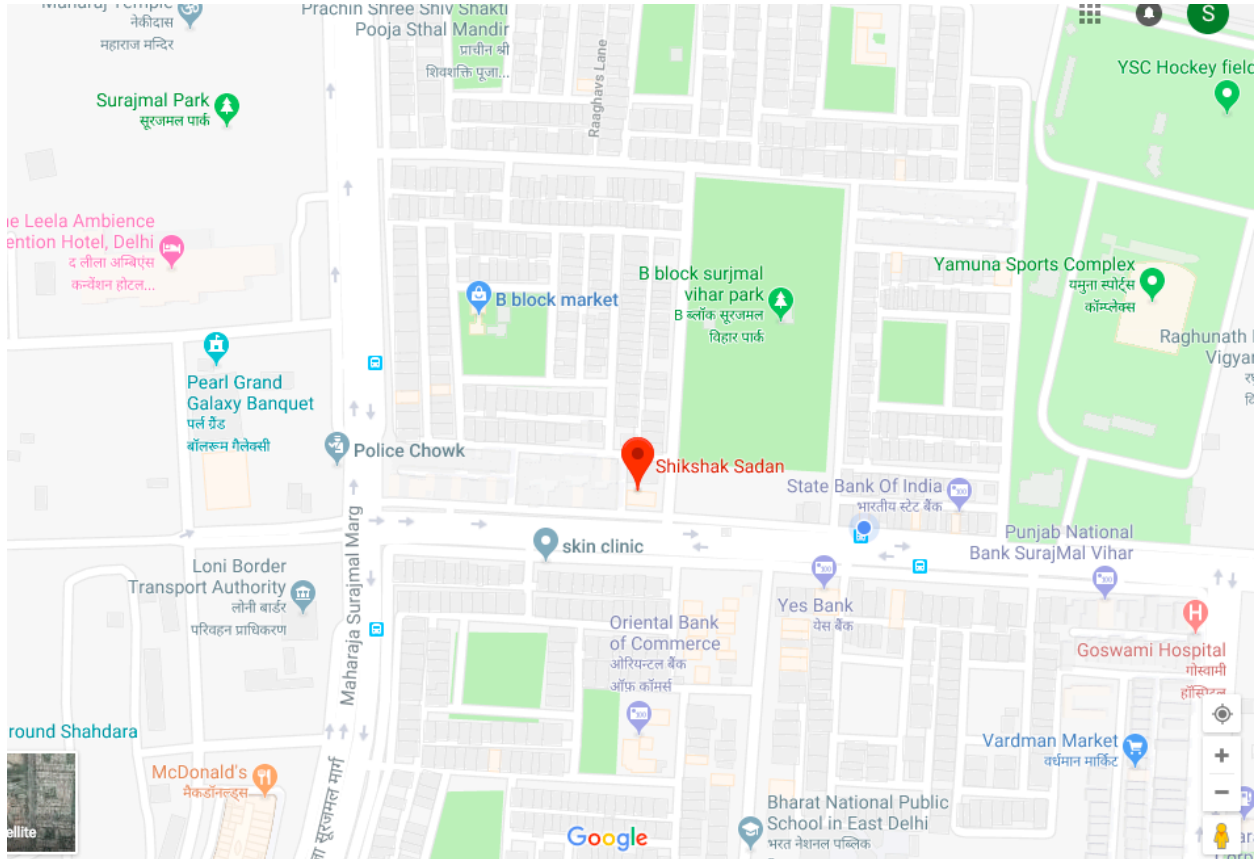 Maharaj Temple
नेकीदास
महाराज मन्दिर
Prachin Shree Shiv Shakti
Pooja Sthal Mandir
प्राचीन श्री
शिवशक्ति पूजा...
Raaghavs Lane
S
YSC Hockey field
Surajmal Park
सूरजमल पार्क
Leela Ambience
Hotel, Delhi
द लीला अम्बिएंस
कन्वेंशन होटल...
B block market
B block surjmal
vihar park
B ब्लॉक सूरजमल
विहार पार्क
Yamuna Sports Complex
यमुना स्पोर्ट्स
कॉम्प्लेक्स
Raghunath
Pearl Grand
Galaxy Banquet
पर्ल ग्रैंड
बॉलरूम गैलेक्सी
Police Chowk
Shikshak Sadan
State Bank Of India
भारतीय स्टेट बैंक
Maharaja Surajmal Marg
skin clinic
Punjab National
Bank SurajMal Vihar
Loni Border
Transport Authority
लोनी बार्डर
परिवहन प्राधिकरण
Yes Bank
येस बैंक
Oriental Bank
of Commerce
ओरियन्टल बैंक
ऑफ़ कॉमर्स
Goswami Hospital
गोस्वामी
हॉस्पिटल
round Shahdara
Vardman Market
वर्धमान मार्किट
McDonald's
मैकडॉनल्ड्स
सूरजमल मार्ग
ellite
Google
Bharat National Public
School in East Delhi
भरत नेशनल पब्लिक